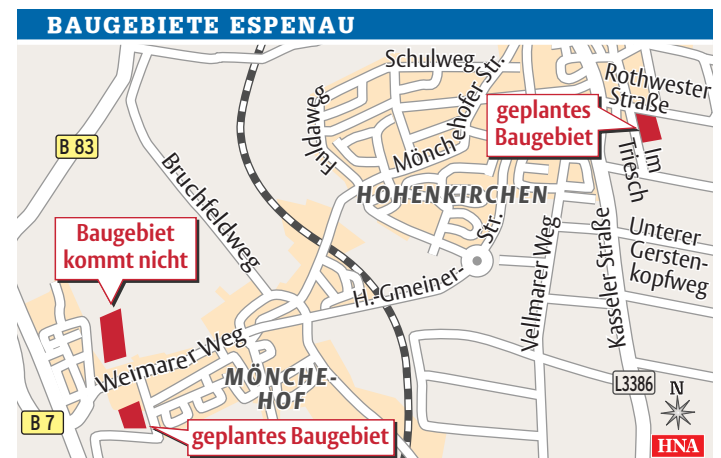 BAUGEBIETE ESPENAU
Schulweg
Mönchehofer Str.
Rothwester
Straße
Fuldaweg
geplantes
Baugebiet
B 83
Im
Triesch
Bruchfeldweg
HOHENKIRCHEN
Baugebiet
kommt nicht
Unterer
Gersten-
kopfweg
H.-Gmeiner-
Str.
Vellmarer Weg
Kasseler-Straße
Weimarer Weg
MÖNCHE-
HOF
L3386
N
B 7
geplantes Baugebiet
HNA